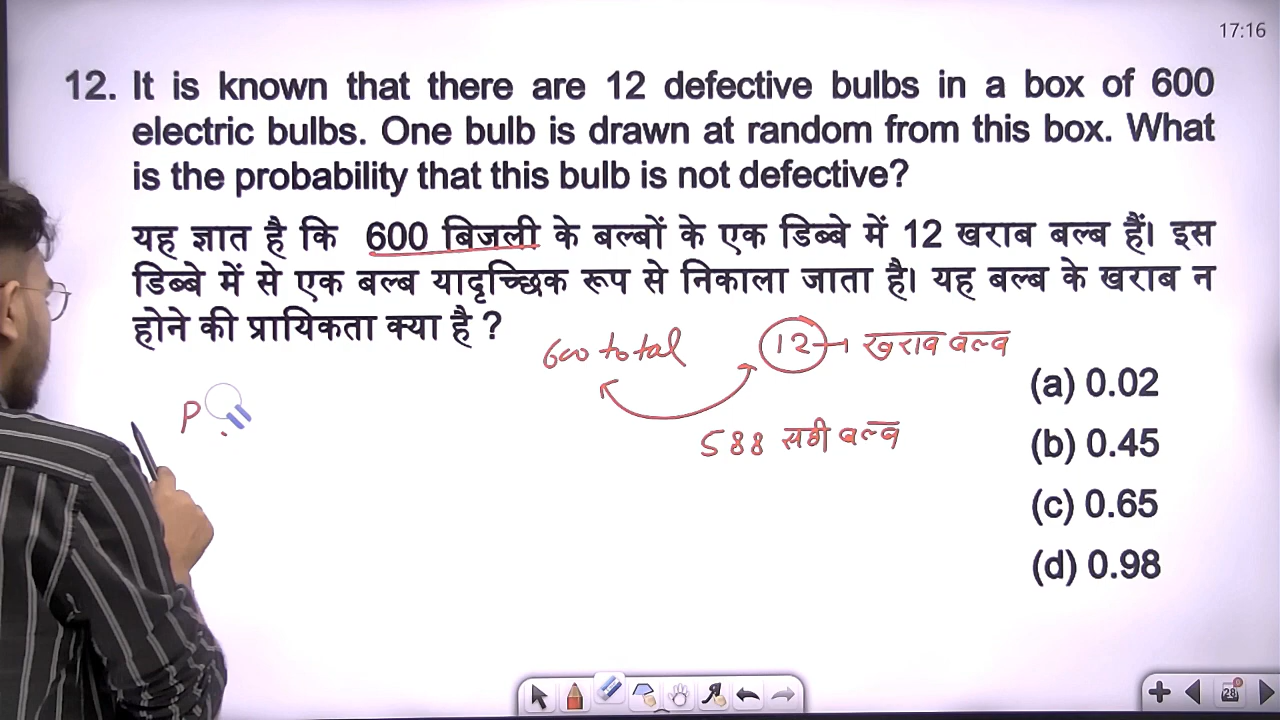 17:16
12. It is known that there are 12 defective bulbs in a box of 600
electric bulbs. One bulb is drawn at random from this box. What
is the probability that this bulb is not defective?
यह ज्ञात है कि 600 बिजली के बल्बों के एक डिब्बे में 12 खराब बल्ब हैं। इस
डिब्बे में से एक बल्ब यादृच्छिक रूप से निकाला जाता है। यह बल्ब के खराब न
होने की प्रायिकता क्या है ?
600 total 12 → खराब बल्ब
(a) 0.02
P
588 सही बल्ब
(b) 0.45
(c) 0.65
(d) 0.98
28